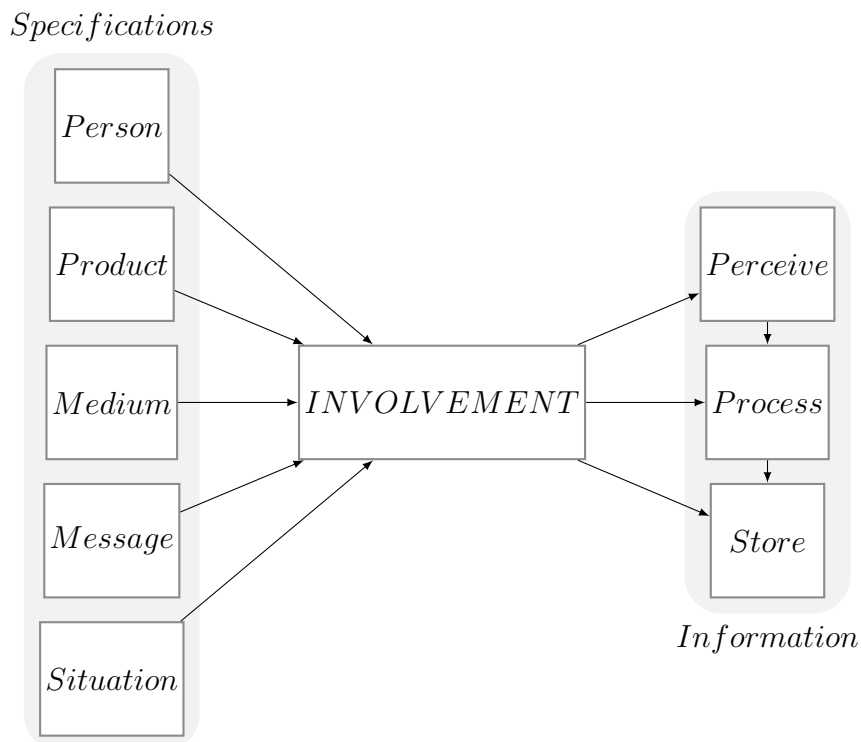 Specifications
Person
Product
Medium
Message
Situation
INVOLVEMENT
Perceive
Process
Store
Information